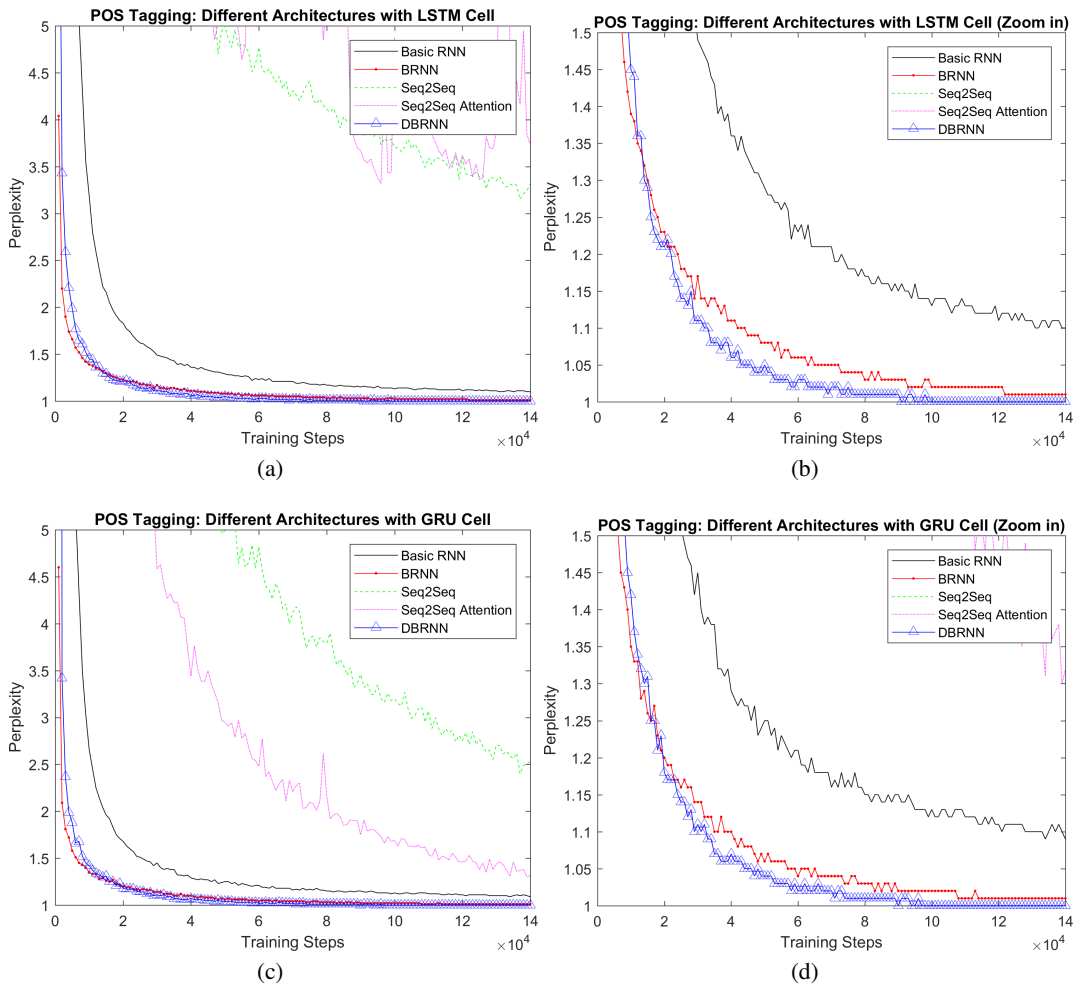 POS Tagging: Different Architectures with LSTM Cell
5
4.5
4
3.5
3
2.5
2
1.5
1
Perplexity
Basic RNN
BRNN
Seq2Seq
Seq2Seq Attention
DBRNN
0 2 4 6 8 10 12 14
Training Steps
×10^4
(a)
POS Tagging: Different Architectures with LSTM Cell (Zoom in)
1.5
1.45
1.4
1.35
1.3
1.25
1.2
1.15
1.1
1.05
1
Perplexity
Basic RNN
BRNN
Seq2Seq
Seq2Seq Attention
DBRNN
0 2 4 6 8 10 12 14
Training Steps
×10^4
(b)
POS Tagging: Different Architectures with GRU Cell
5
4.5
4
3.5
3
2.5
2
1.5
1
Perplexity
Basic RNN
BRNN
Seq2Seq
Seq2Seq Attention
DBRNN
0 2 4 6 8 10 12 14
Training Steps
×10^4
(c)
POS Tagging: Different Architectures with GRU Cell (Zoom in)
1.5
1.45
1.4
1.35
1.3
1.25
1.2
1.15
1.1
1.05
1
Perplexity
Basic RNN
BRNN
Seq2Seq
Seq2Seq Attention
DBRNN
0 2 4 6 8 10 12 14
Training Steps
×10^4
(d)